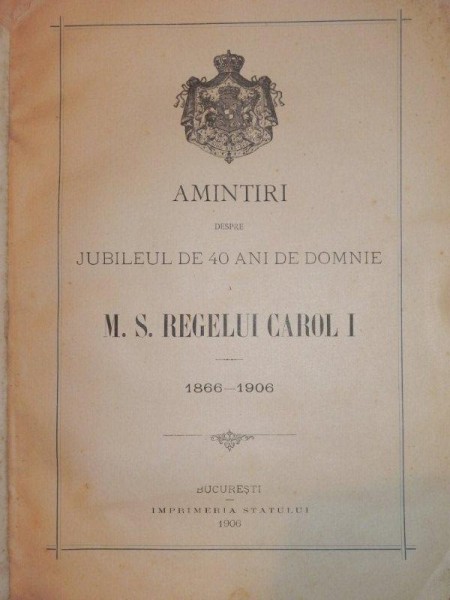 AMINTIRI
DESPRE
JUBILEUL DE 40 ANI DE DOMNIE
A
M. S. REGELUI CAROL I
1866—1906
BUCUREȘTI
IMPRIMERIA STATULUI
1906